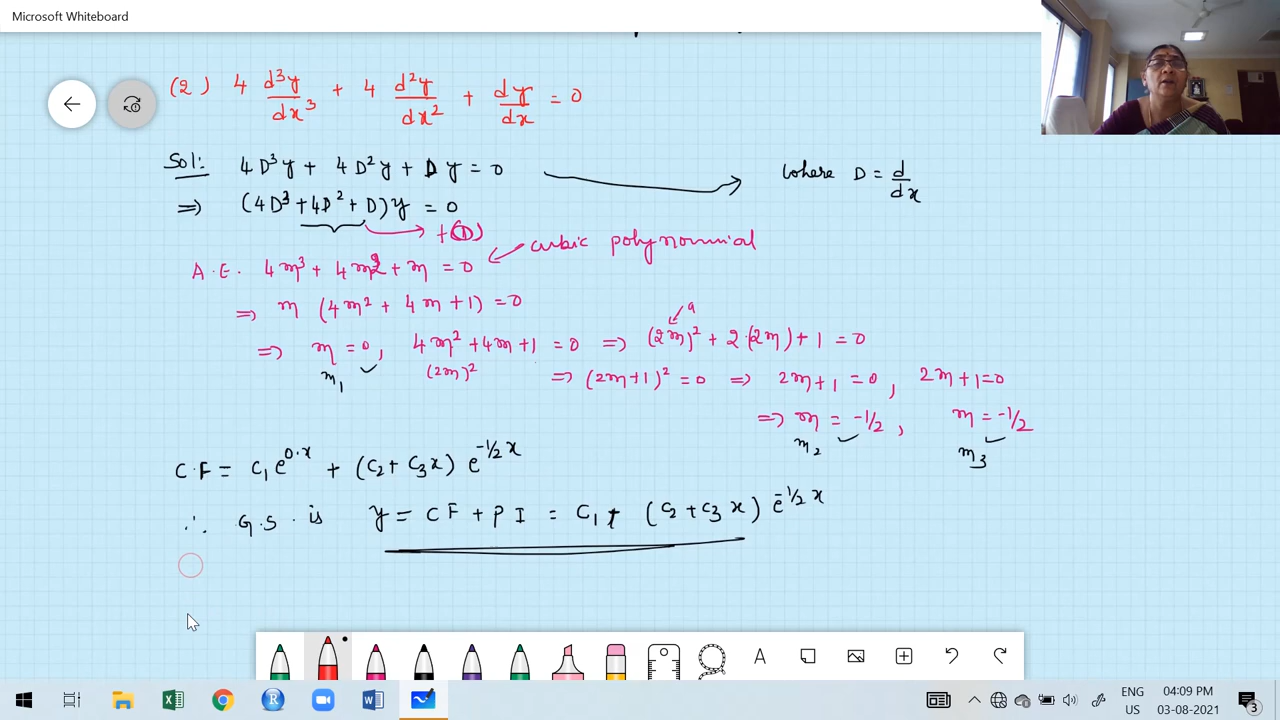 Microsoft Whiteboard
(2) 4 d³y/dx³ + 4 d²y/dx² + dy/dx = 0
Sol: 4D³y + 4D²y + Dy = 0 where D = d/dx
⇒ (4D³ + 4D² + D)y = 0
f(D)
cubic polynomial
A.E. 4m³ + 4m² + m = 0
⇒ m (4m² + 4m + 1) = 0
a
⇒ m = 0, 4m² + 4m + 1 = 0 ⇒ (2m)² + 2·(2m) + 1 = 0
m₁ (2m)² ⇒ (2m+1)² = 0 ⇒ 2m+1 = 0, 2m+1=0
⇒ m = -1/2, m = -1/2
m₂ m₃
C.F = C₁e^0.x + (C₂ + C₃x) e^-1/2 x
∴ G.S. is y = CF + PI = C₁ + (C₂ + C₃x) e^-1/2 x
A
ENG 04:09 PM
US 03-08-2021 3